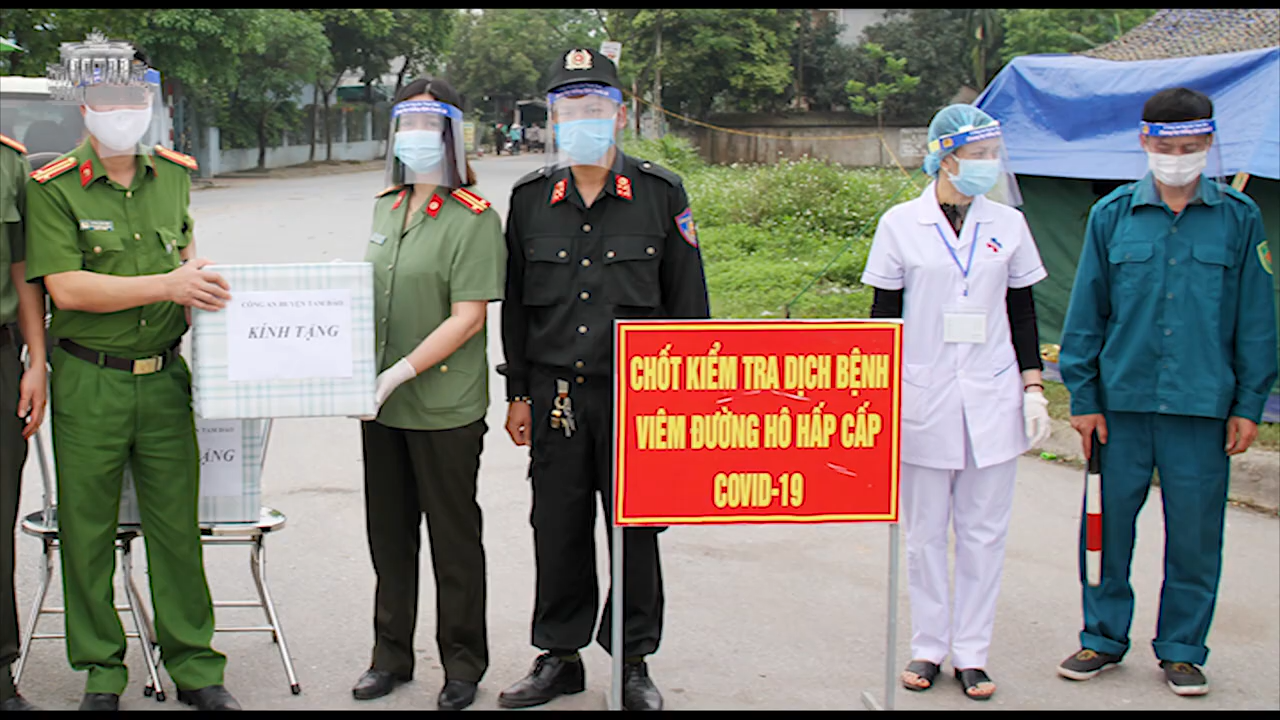 CÔNG AN HUYỆN TAM ĐẢO
KÍNH TẶNG
TẶNG
CHỐT KIỂM TRA DỊCH BỆNH
VIÊM ĐƯỜNG HÔ HẤP CẤP
COVID-19